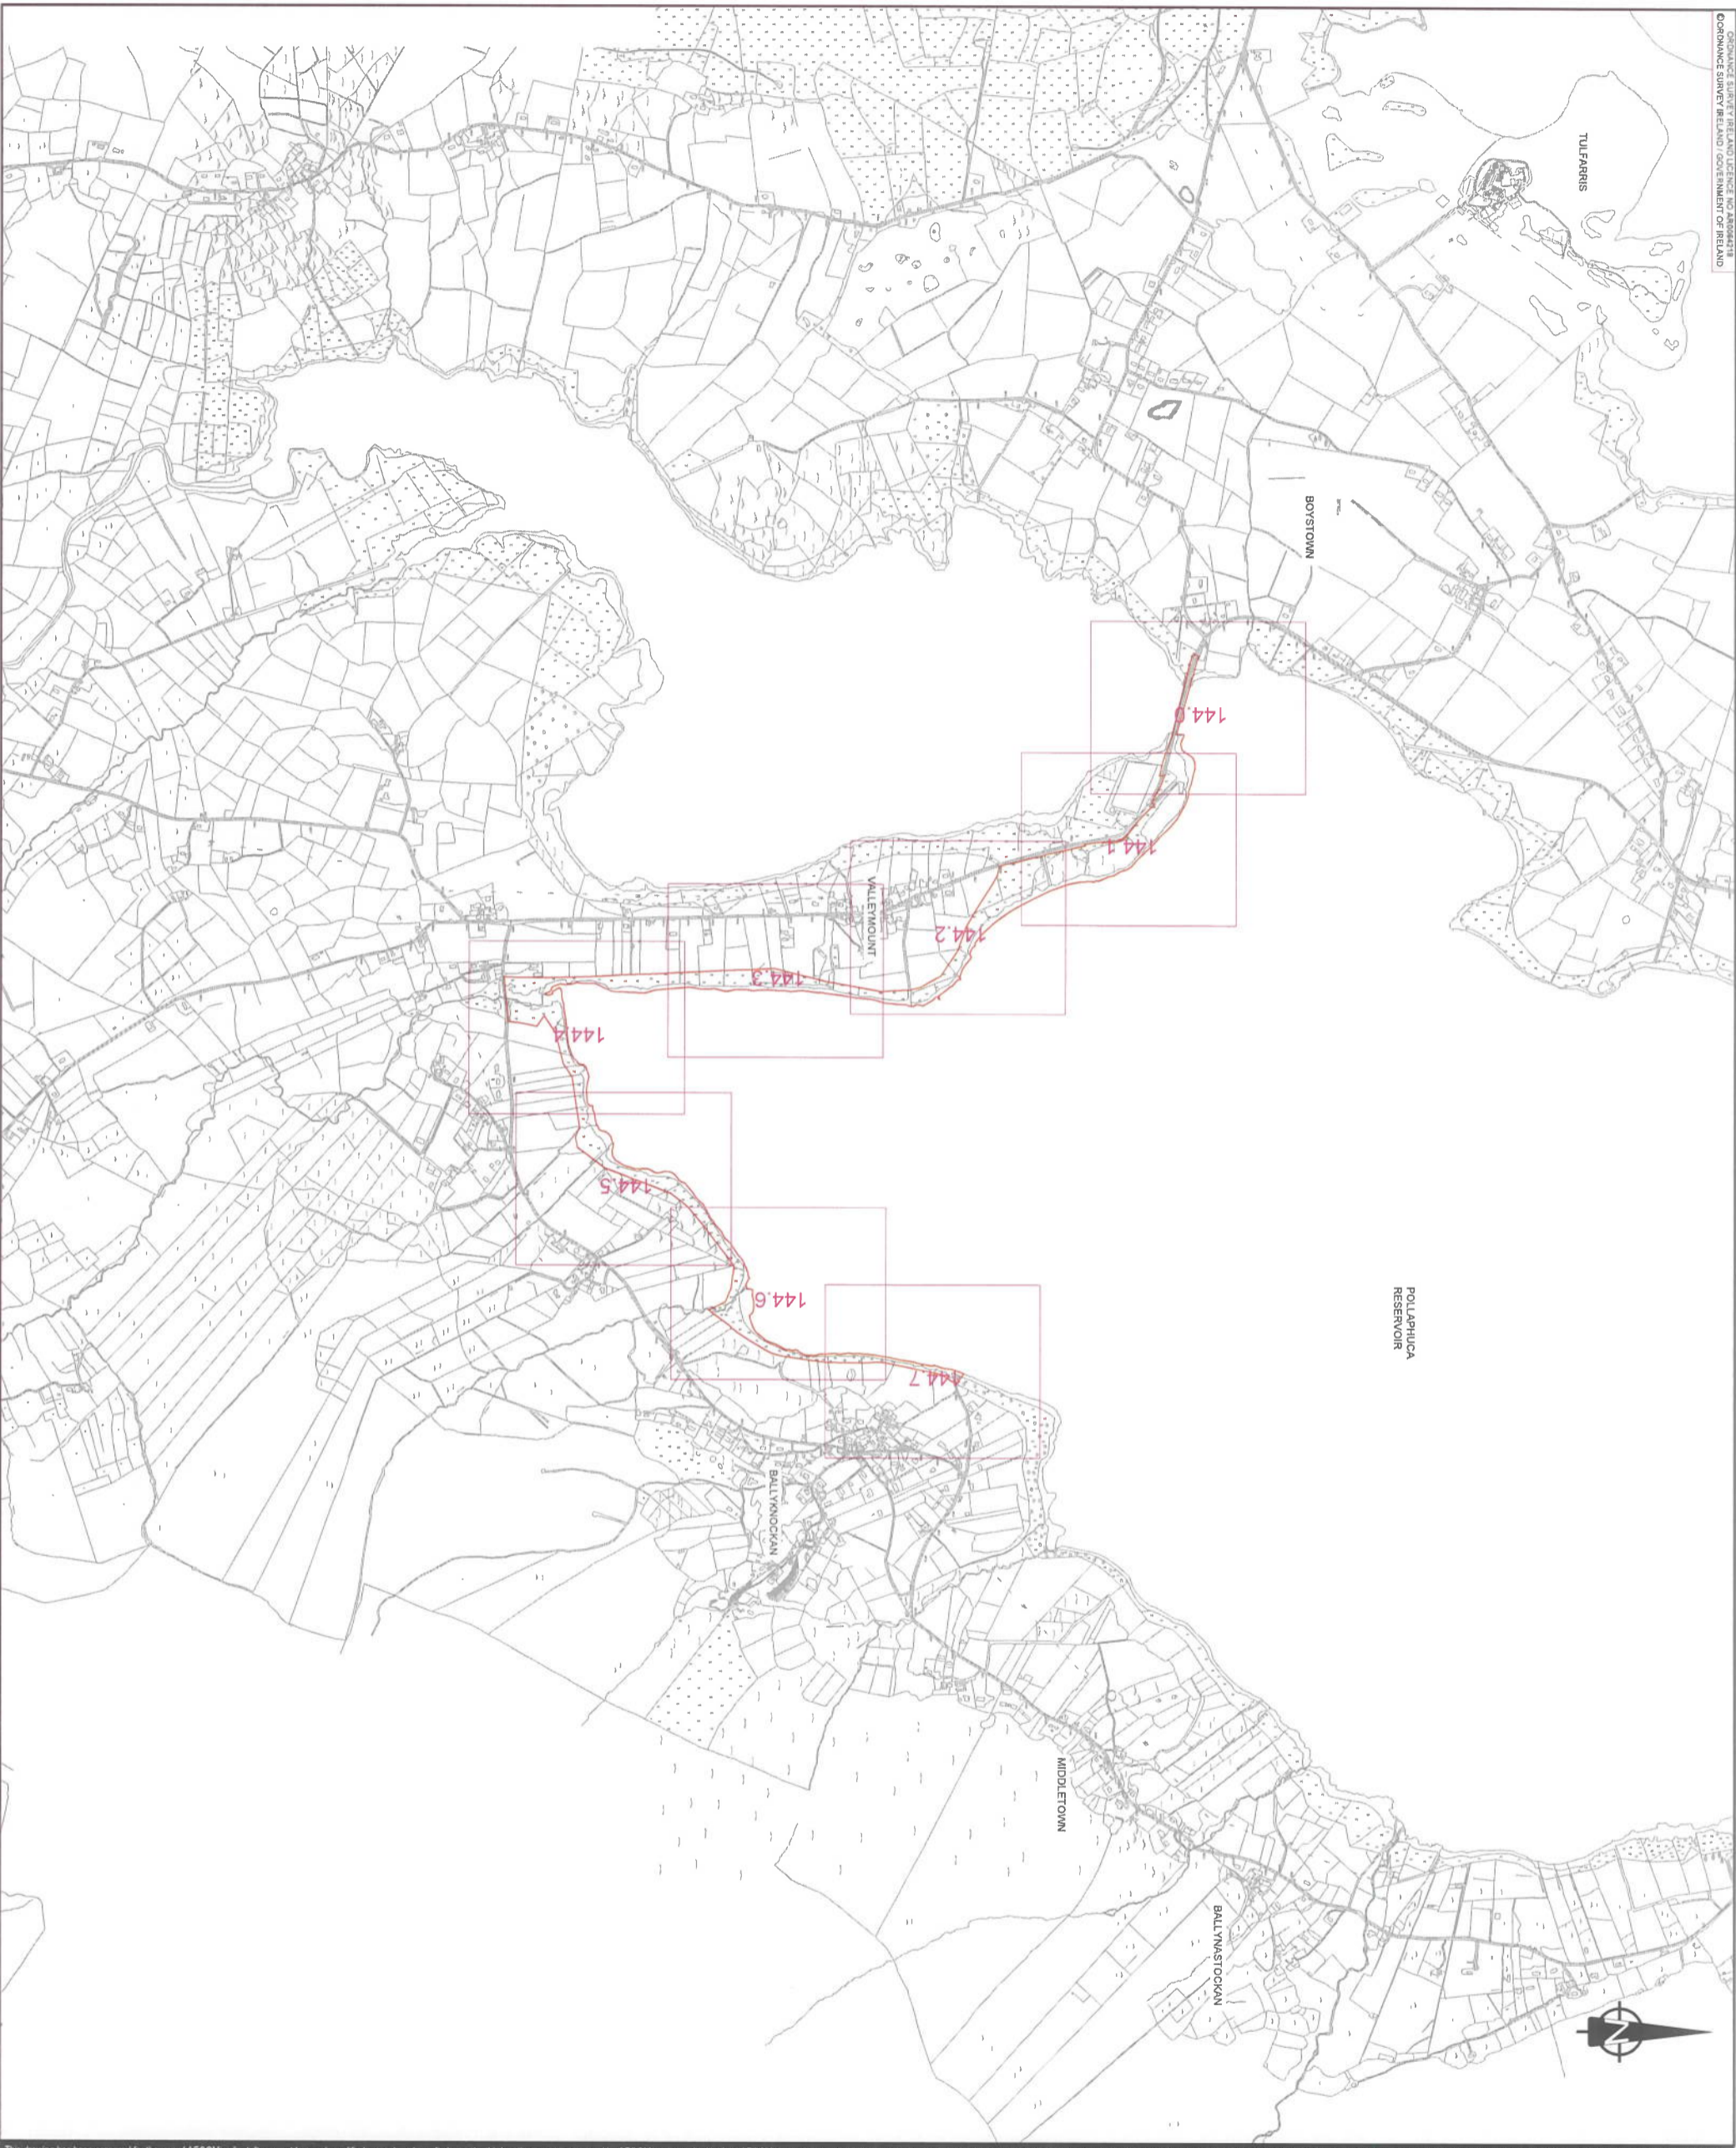 ORDNANCE SURVEY IRELAND LICENCE NO AR0084218
© ORDNANCE SURVEY IRELAND / GOVERNMENT OF IRELAND
TULFARRIS
BOYSTOWN
POLLAPHUCA
RESERVOIR
VALLEYMOUNT
BALLYKNOCKAN
MIDDLETOWN
BALLYNASTOCKAN
144.0
144.1
144.2
144.3
144.4
144.5
144.6
144.7
N